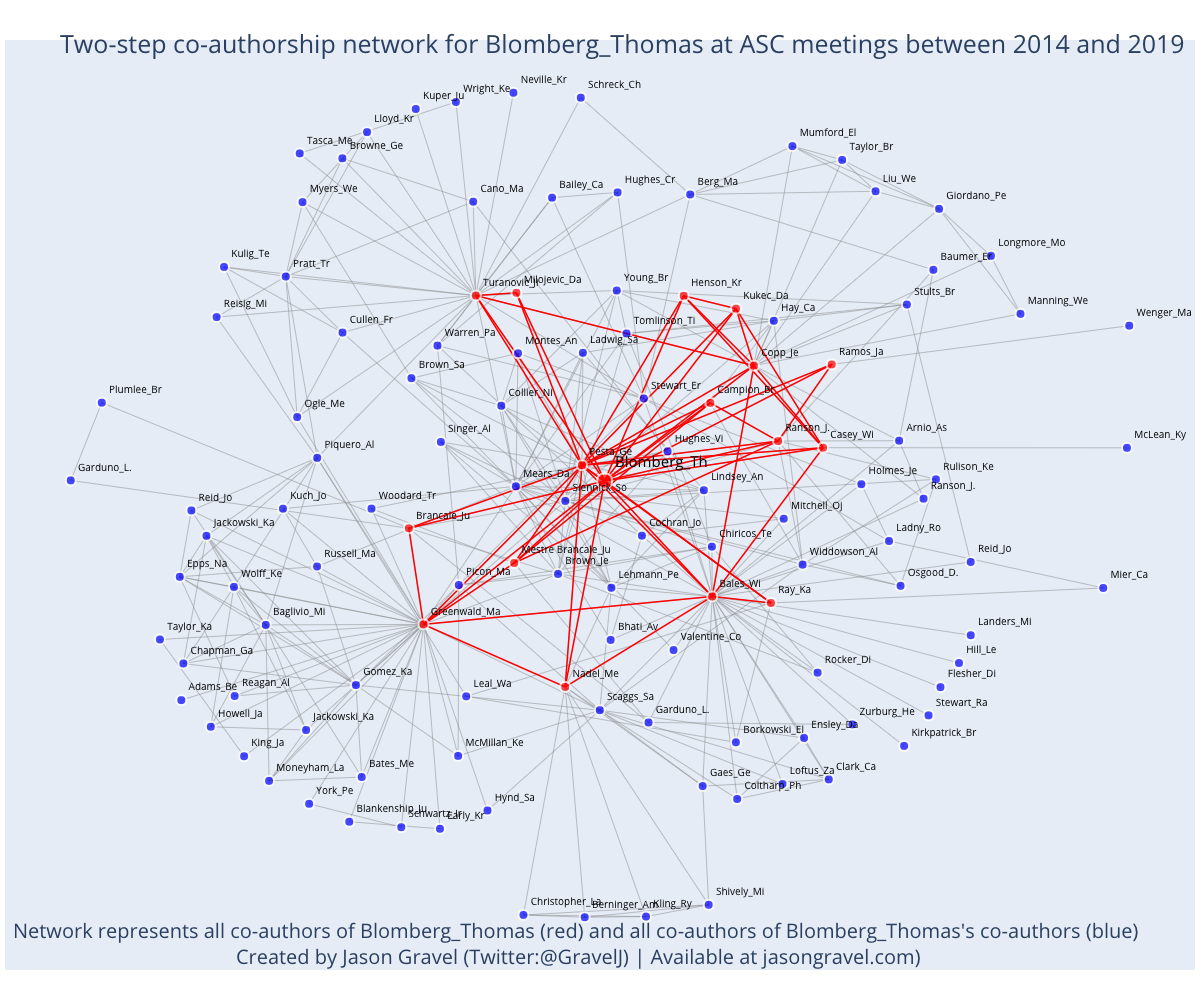 Two-step co-authorship network for Blomberg_Thomas at ASC meetings between 2014 and 2019
Neville_Kr
Schreck_Ch
Wright_Ke
Kuper_Ju
Lloyd_Kr
Mumford_El
Tasca_Me
Browne_Ge
Taylor_Br
Liu_We
Myers_We
Cano_Ma
Bailey_Ca
Hughes_Cr
Berg_Ma
Giordano_Pe
Longmore_Mo
Kulig_Te
Pratt_Tr
Baumer_Er
Turanovic_Ji
Milojevic_Da
Young_Br
Henson_Kr
Kukec_Da
Hay_Ca
Stults_Br
Manning_We
Reisig_Mi
Cullen_Fr
Warren_Pa
Tomlinson_Ti
Wenger_Ma
Montes_An
Ladwig_Sa
Copp_Je
Ramos_Ja
Brown_Sa
Plumlee_Br
Collier_Ni
Stewart_Er
Ogle_Me
Singer_Al
Hughes_Vi
Ranson_J.
Casey_Wi
Arnio_As
McLean_Ky
Piquero_Al
Pesta_Ge
Blomberg_Th
Garduno_L.
Mears_Da
Siennick_So
Lindsey_An
Holmes_Je
Rulison_Ke
Ranson_J.
Reid_Jo
Kuch_Jo
Woodard_Tr
Brancale_Ju
Mitchell_Oj
Jackowski_Ka
Cochran_Jo
Chiricos_Te
Ladny_Ro
Russell_Ma
Mestre Brancale_Ju
Widdowson_Al
Reid_Jo
Epps_Na
Wolff_Ke
Picon_Ma
Brown_Je
Lehmann_Pe
Bales_Wi
Ray_Ka
Osgood_D.
Mier_Ca
Baglivio_Mi
Greenwald_Ma
Taylor_Ka
Bhati_Av
Valentine_Co
Landers_Mi
Chapman_Ga
Gomez_Ka
Nadel_Me
Rocker_Di
Hill_Le
Flesher_Di
Adams_Be
Reagan_Al
Leal_Wa
Scaggs_Sa
Garduno_L.
Howell_Ja
Jackowski_Ka
Borkowski_El
Ensley_Da
Zurburg_He
Stewart_Ra
King_Ja
McMillan_Ke
Kirkpatrick_Br
Moneyham_La
Bates_Me
Gaes_Ge
Loftus_Za
Clark_Ca
York_Pe
Coltharp_Ph
Blankenship_Ju
Early_Kr
Hynd_Sa
Christopher_La
Berninger_Am
Kling_Ry
Shively_Mi
Network represents all co-authors of Blomberg_Thomas (red) and all co-authors of Blomberg_Thomas's co-authors (blue)
Created by Jason Gravel (Twitter:@GravelJ) | Available at jasongravel.com)